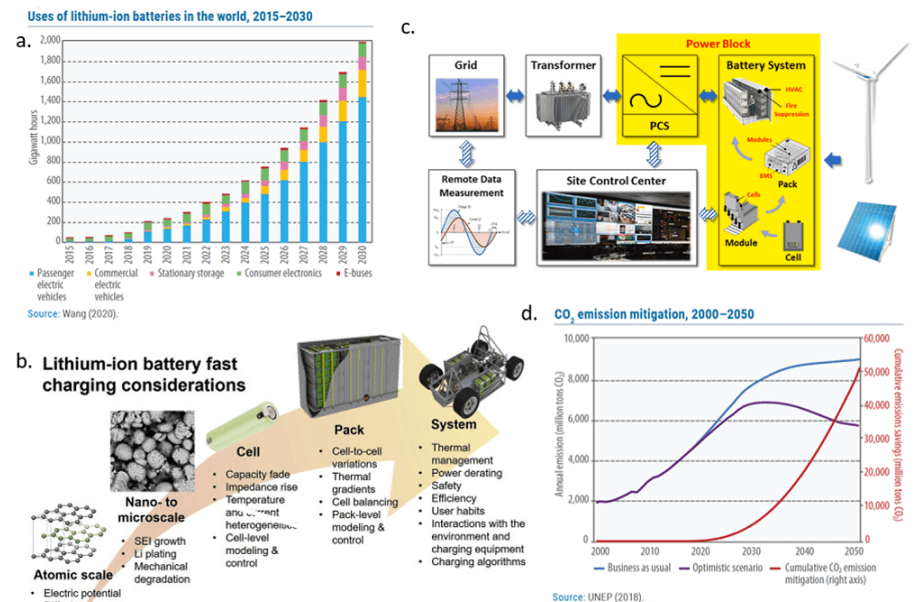 Uses of lithium-ion batteries in the world, 2015–2030
a.
Gigawatt hours
2,000
1,800
1,600
1,400
1,200
1,000
800
600
400
200
0
2015 2016 2017 2018 2019 2020 2021 2022 2023 2024 2025 2026 2027 2028 2029 2030
Passenger electric vehicles
Commercial electric vehicles
Stationary storage
Consumer electronics
E-buses
Source: Wang (2020).
c.
Power Block
Grid
Transformer
PCS
Battery System
HVAC
Fire
Suppression
Modules
BMS
Pack
Cells
Module
Cell
Remote Data
Measurement
Site Control Center
b. Lithium-ion battery fast
charging considerations
Atomic scale
• Electric potential
Nano- to
microscale
• SEI growth
• Li plating
• Mechanical
degradation
Cell
• Capacity fade
• Impedance rise
• Temperature
and current
heterogeneities
• Cell-level
modeling &
control
Pack
• Cell-to-cell
variations
• Thermal
gradients
• Cell balancing
• Pack-level
modeling &
control
System
• Thermal
management
• Power derating
• Safety
• Efficiency
• User habits
• Interactions with the
environment and
charging equipment
• Charging algorithms
d. CO₂ emission mitigation, 2000–2050
Annual emission (million tons CO₂)
10,000
8,000
6,000
4,000
2,000
0
Cumulative emissions savings (million tons CO₂)
60,000
50,000
40,000
30,000
20,000
10,000
0
2000 2010 2020 2030 2040 2050
Business as usual
Optimistic scenario
Cumulative CO₂ emission
mitigation (right axis)
Source: UNEP (2018).